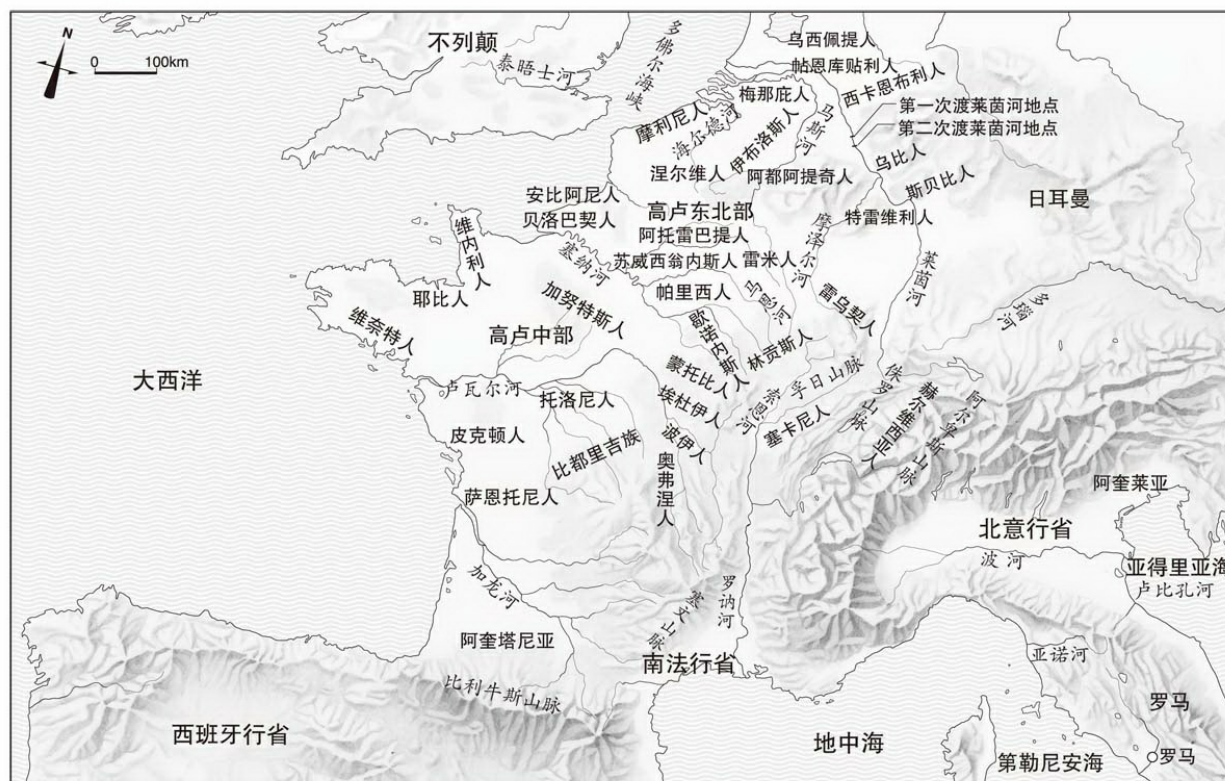 N
0 100km
不列颠
泰晤士河
多佛尔海峡
乌西佩提人
帕恩库贴利人
西卡恩布利人
梅那庇人
马斯河
第一次渡莱茵河地点
第二次渡莱茵河地点
摩利尼人
海尔德河
伊布洛斯人
乌比人
涅尔维人
阿都阿提奇人
斯贝比人
日耳曼
安比阿尼人
贝洛巴契人
高卢东北部
阿托雷巴提人
特雷维利人
摩泽尔河
莱茵河
维内利人
塞纳河
苏威西翁内斯人
雷米人
多瑙河
耶比人
加努特斯人
帕里西人
马恩河
雷乌契人
维奈特人
高卢中部
歇诺内斯人
林贡斯人
大西洋
蒙托比人
孚日山脉
侏罗山脉
赫尔维西亚人
阿尔卑斯山脉
卢瓦尔河
托洛尼人
埃杜伊人
索恩河
塞卡尼人
皮克顿人
比都里吉族
波伊人
奥弗涅人
萨恩托尼人
阿奎莱亚
北意行省
波河
亚得里亚海
卢比孔河
加龙河
罗讷河
塞文山脉
阿奎塔尼亚
南法行省
亚诺河
比利牛斯山脉
西班牙行省
地中海
第勒尼安海
罗马
罗马